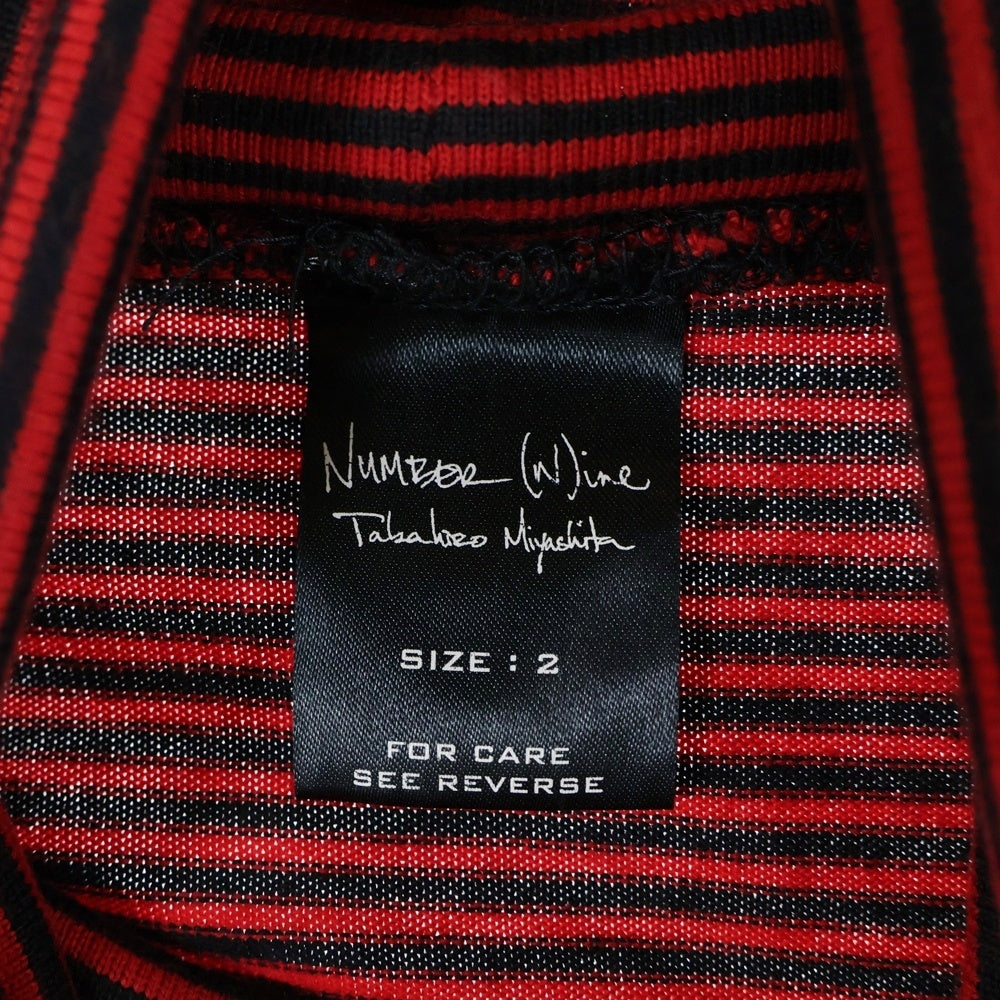 NUMBER (N)ine
Takahiro Miyashita
SIZE : 2
FOR CARE
SEE REVERSE